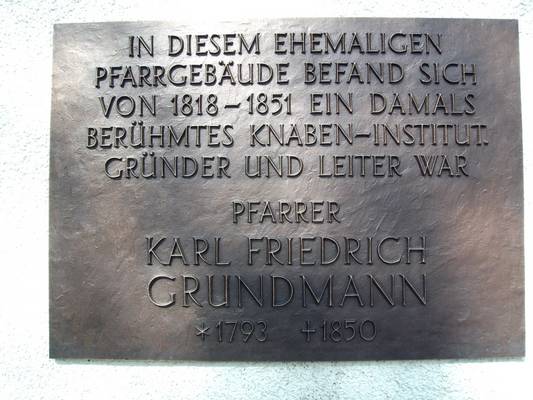 IN DIESEM EHEMALIGEN
PFARRGEBÄUDE BEFAND SICH
VON 1818-1851 EIN DAMALS
BERÜHMTES KNABEN-INSTITUT.
GRÜNDER UND LEITER WAR
PFARRER
KARL FRIEDRICH
GRUNDMANN
*1793 +1850